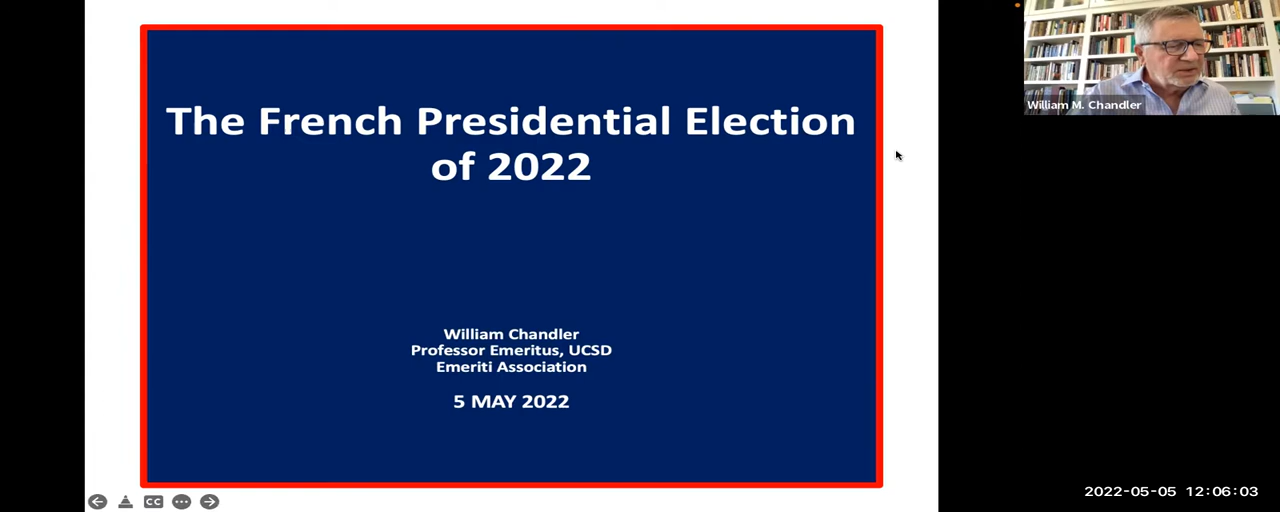 The French Presidential Election
of 2022
William Chandler
Professor Emeritus, UCSD
Emeriti Association
5 MAY 2022
CC
William M. Chandler
2022-05-05 12:06:03